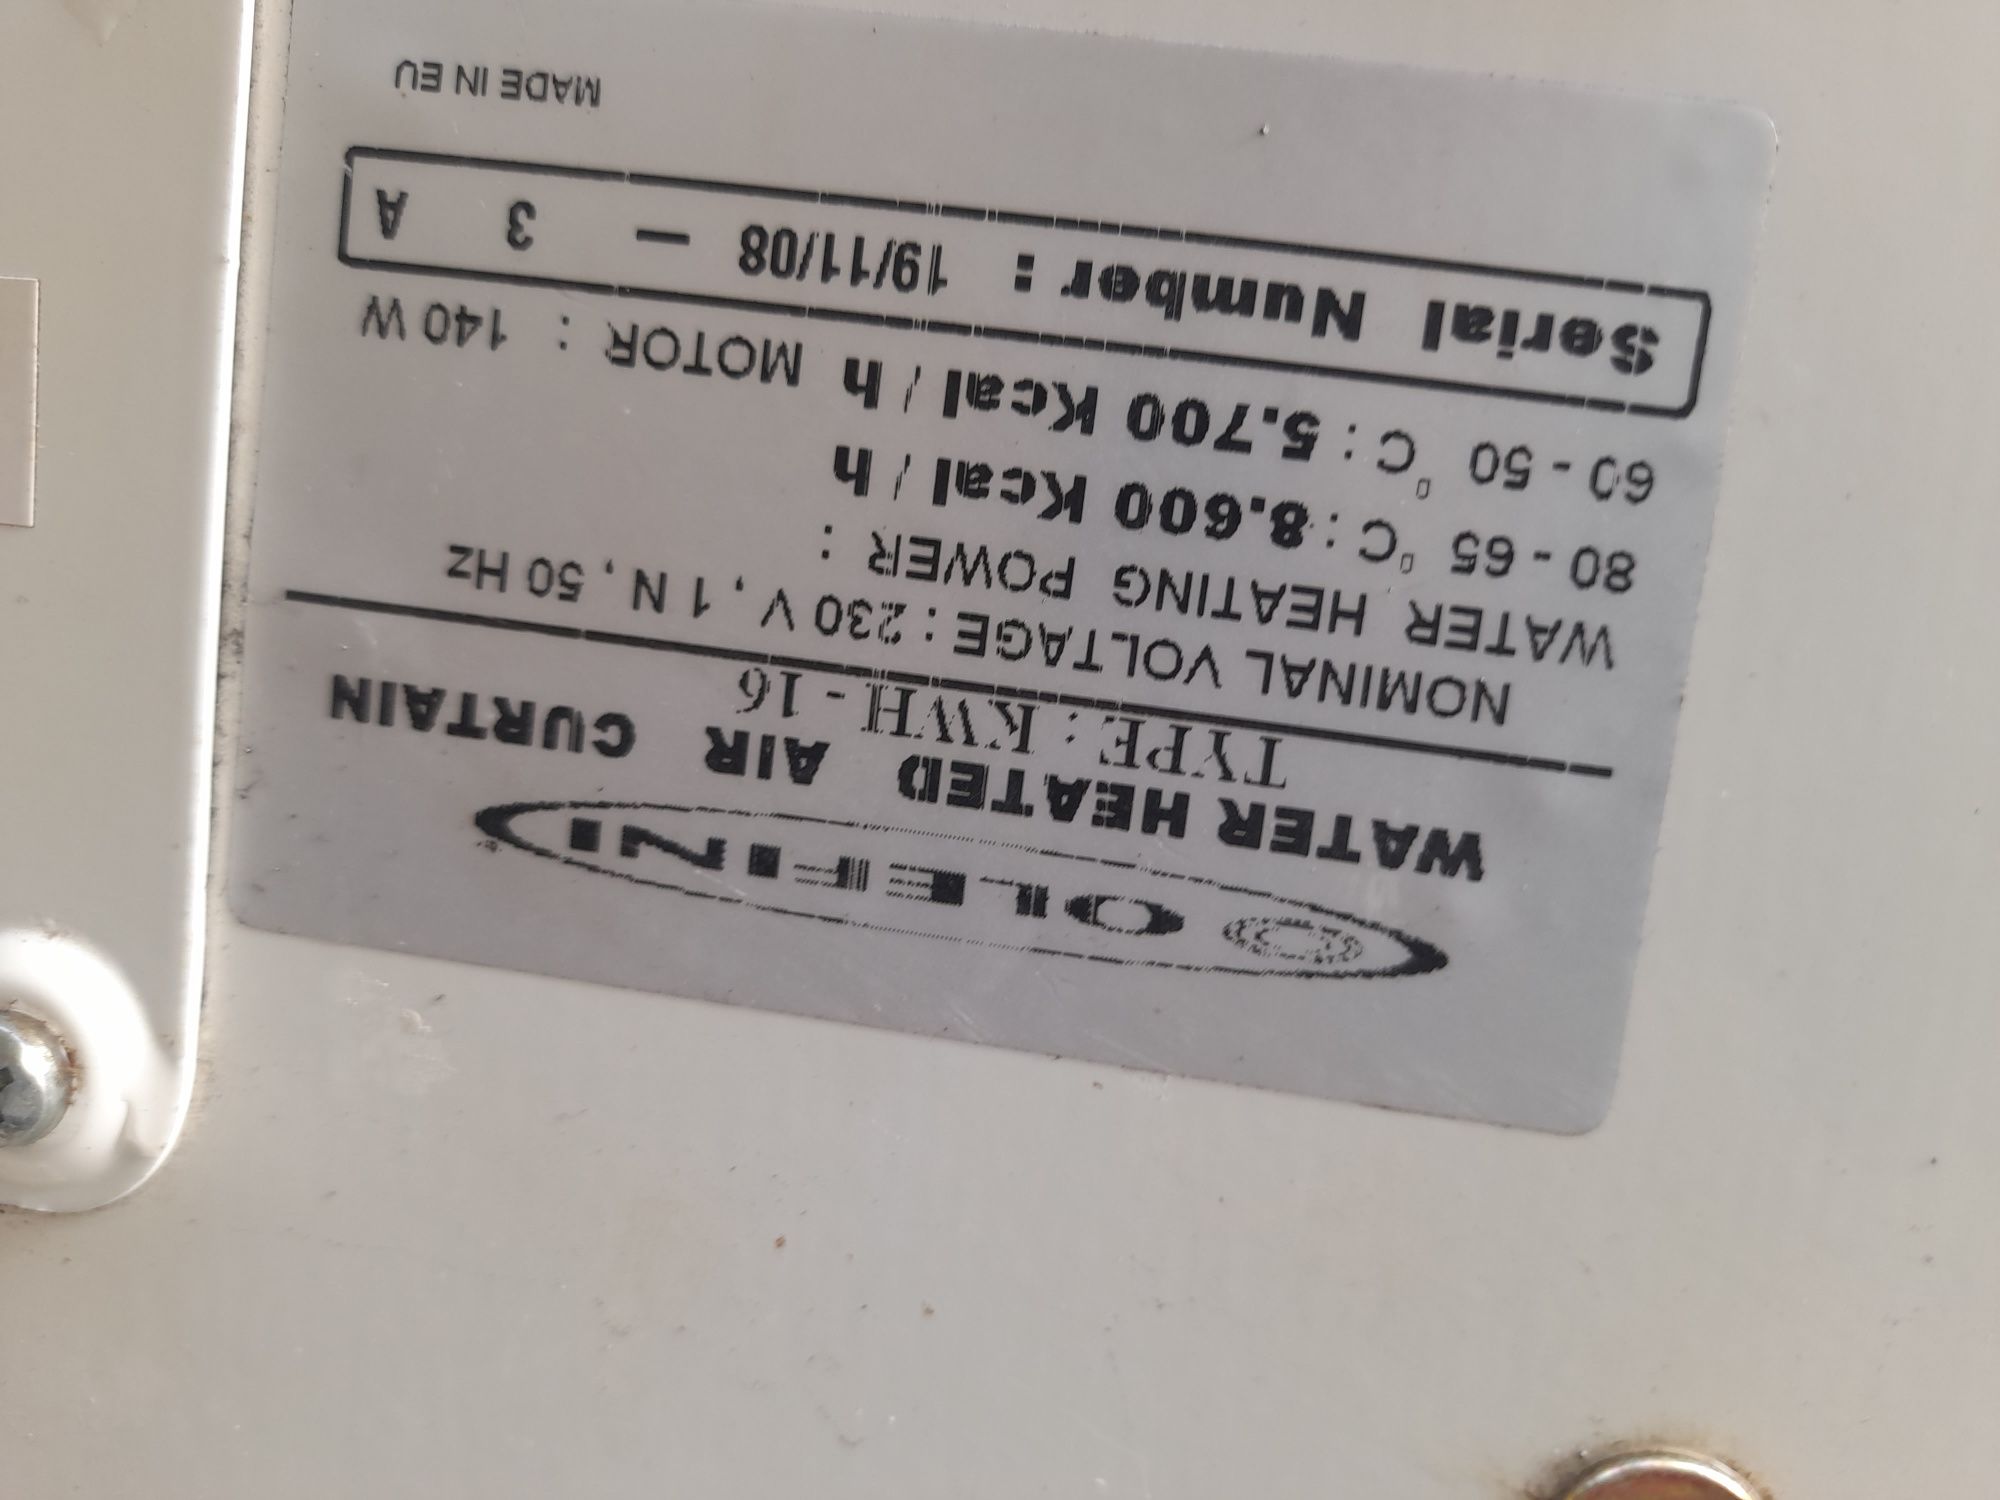 OLEFINI
WATER HEATED AIR CURTAIN
TYPE : KWH - 16
NOMINAL VOLTAGE : 230 V , 1 N , 50 Hz
WATER HEATING POWER :
80 - 65 °C : 8.600 Kcal / h
60 - 50 °C : 5.700 Kcal / h MOTOR : 140 W
Serial Number : 19/11/08 — 3 A
MADE IN EU